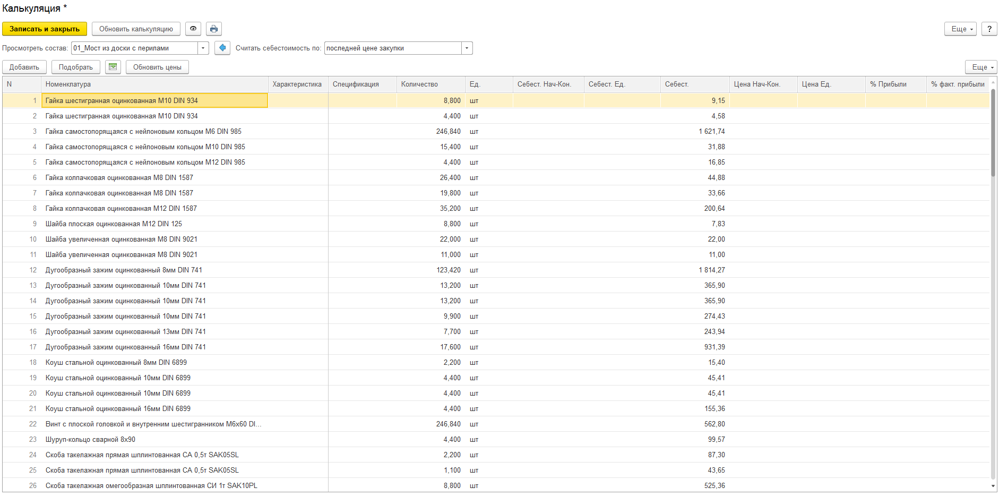 Калькуляция *
Записать и закрыть Обновить калькуляцию Еще ?
Просмотреть состав: 01_Мост из доски с перилами Считать себестоимость по: последней цене закупки
Добавить Подобрать Обновить цены Еще
N Номенклатура Характеристика Спецификация Количество Ед. Себест. Нач-Кон. Себест. Ед. Себест. Цена Нач-Кон. Цена Ед. % Прибыли % факт. прибыли
1 Гайка шестигранная оцинкованная М10 DIN 934 8,800 шт 9,15
2 Гайка шестигранная оцинкованная М10 DIN 934 4,400 шт 4,58
3 Гайка самостопорящаяся с нейлоновым кольцом М6 DIN 985 246,840 шт 1 621,74
4 Гайка самостопорящаяся с нейлоновым кольцом М10 DIN 985 15,400 шт 31,88
5 Гайка самостопорящаяся с нейлоновым кольцом М12 DIN 985 4,400 шт 16,85
6 Гайка колпачковая оцинкованная М8 DIN 1587 26,400 шт 44,88
7 Гайка колпачковая оцинкованная М8 DIN 1587 19,800 шт 33,66
8 Гайка колпачковая оцинкованная М12 DIN 1587 35,200 шт 200,64
9 Шайба плоская оцинкованная М12 DIN 125 8,800 шт 7,83
10 Шайба увеличенная оцинкованная М8 DIN 9021 22,000 шт 22,00
11 Шайба увеличенная оцинкованная М8 DIN 9021 11,000 шт 11,00
12 Дугообразный зажим оцинкованный 8мм DIN 741 123,420 шт 1 814,27
13 Дугообразный зажим оцинкованный 10мм DIN 741 13,200 шт 365,90
14 Дугообразный зажим оцинкованный 10мм DIN 741 13,200 шт 365,90
15 Дугообразный зажим оцинкованный 10мм DIN 741 9,900 шт 274,43
16 Дугообразный зажим оцинкованный 13мм DIN 741 7,700 шт 243,94
17 Дугообразный зажим оцинкованный 16мм DIN 741 17,600 шт 931,39
18 Коуш стальной оцинкованный 8мм DIN 6899 2,200 шт 15,40
19 Коуш стальной оцинкованный 10мм DIN 6899 4,400 шт 45,41
20 Коуш стальной оцинкованный 10мм DIN 6899 4,400 шт 45,41
21 Коуш стальной оцинкованный 16мм DIN 6899 4,400 шт 155,36
22 Винт с плоской головкой и внутренним шестигранником М6х60 DI... 246,840 шт 562,80
23 Шуруп-кольцо сварной 8х90 4,400 шт 99,57
24 Скоба такелажная прямая шплинтованная СА 0,5т SAK05SL 2,200 шт 87,30
25 Скоба такелажная прямая шплинтованная СА 0,5т SAK05SL 1,100 шт 43,65
26 Скоба такелажная омегообразная шплинтованная СИ 1т SAK10PL 8,800 шт 525,36